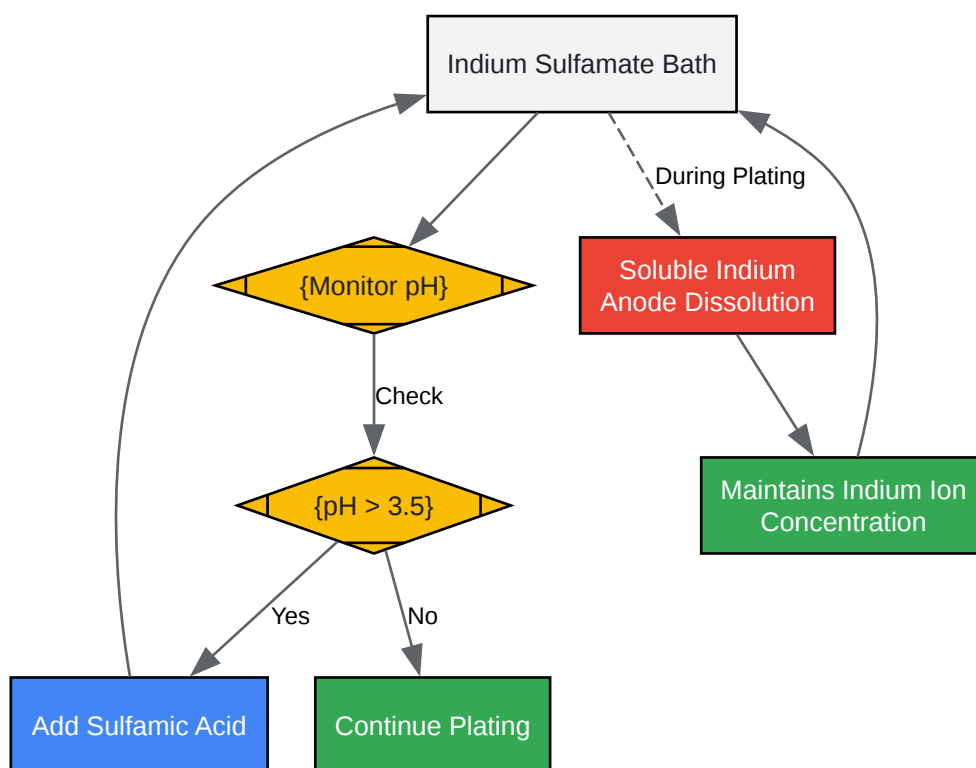 Indium Sulfamate Bath
During Plating
{Monitor pH}
Soluble Indium
Anode Dissolution
Check
{pH > 3.5}
Maintains Indium Ion
Concentration
Yes
No
Add Sulfamic Acid
Continue Plating